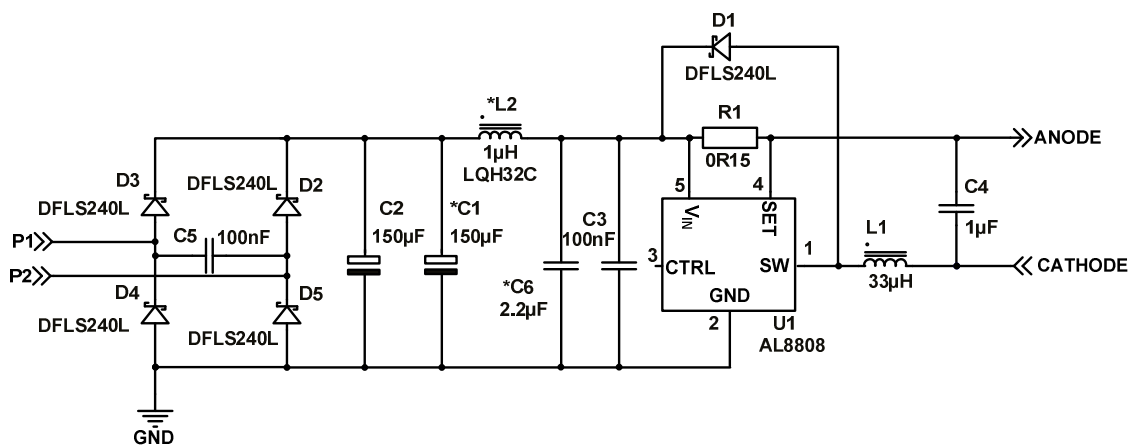 D1
DFLS240L
*L2
R1
1µH
LQH32C
0R15
ANODE
D3
DFLS240L
DFLS240L
D2
5
4
VIN
SET
C4
1µF
P1
C5
100nF
C2
150µF
*C1
150µF
C3
100nF
3
CTRL
SW
1
L1
33µH
CATHODE
P2
*C6
2.2µF
GND
2
U1
AL8808
D4
DFLS240L
D5
DFLS240L
GND